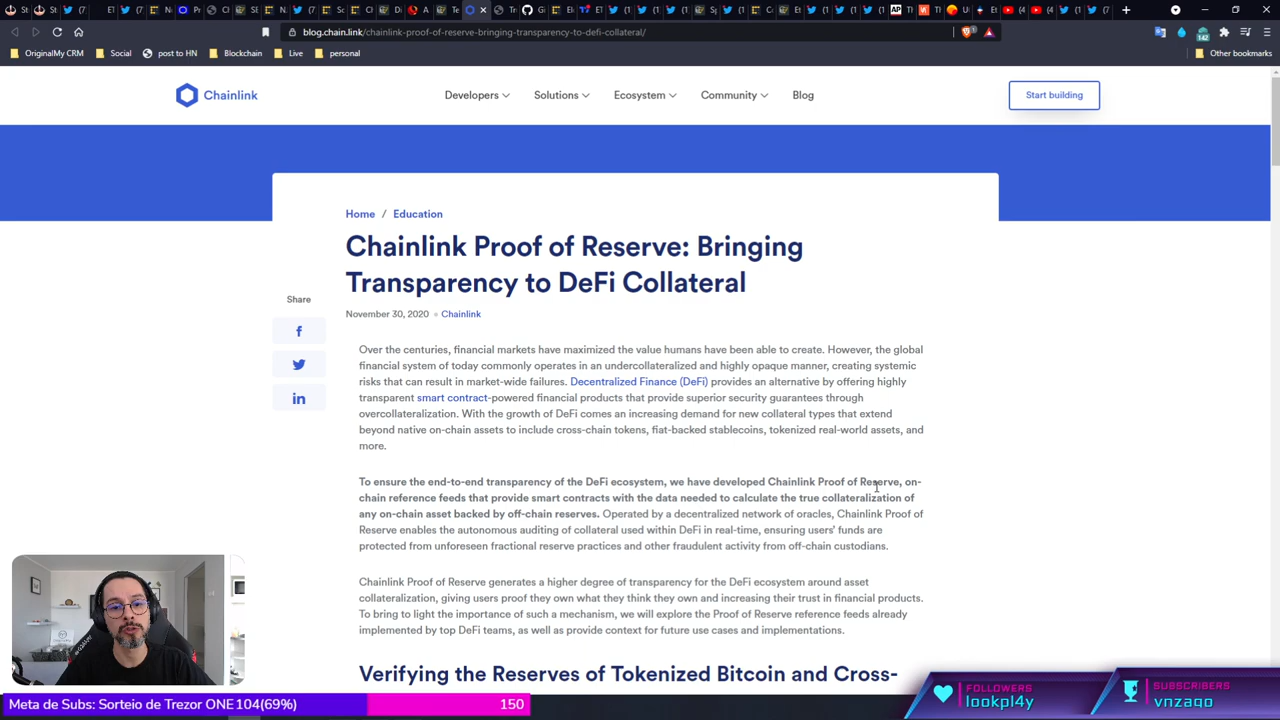 blog.chain.link/chainlink-proof-of-reserve-bringing-transparency-to-defi-collateral/
OriginalMy CRM
Social
post to HN
Blockchain
Live
personal
Other bookmarks
Chainlink
Developers
Solutions
Ecosystem
Community
Blog
Start building
Home / Education
Chainlink Proof of Reserve: Bringing
Transparency to DeFi Collateral
Share
November 30, 2020
Chainlink
Over the centuries, financial markets have maximized the value humans have been able to create. However, the global
financial system of today commonly operates in an undercollateralized and highly opaque manner, creating systemic
risks that can result in market-wide failures. Decentralized Finance (DeFi) provides an alternative by offering highly
transparent smart contract-powered financial products that provide superior security guarantees through
overcollateralization. With the growth of DeFi comes an increasing demand for new collateral types that extend
beyond native on-chain assets to include cross-chain tokens, fiat-backed stablecoins, tokenized real-world assets, and
more.
To ensure the end-to-end transparency of the DeFi ecosystem, we have developed Chainlink Proof of Reserve, on-
chain reference feeds that provide smart contracts with the data needed to calculate the true collateralization of
any on-chain asset backed by off-chain reserves. Operated by a decentralized network of oracles, Chainlink Proof of
Reserve enables the autonomous auditing of collateral used within DeFi in real-time, ensuring users' funds are
protected from unforeseen fractional reserve practices and other fraudulent activity from off-chain custodians.
Chainlink Proof of Reserve generates a higher degree of transparency for the DeFi ecosystem around asset
collateralization, giving users proof they own what they think they own and increasing their trust in financial products.
To bring to light the importance of such a mechanism, we will explore the Proof of Reserve reference feeds already
implemented by top DeFi teams, as well as provide context for future use cases and implementations.
Verifying the Reserves of Tokenized Bitcoin and Cross-
Meta de Subs: Sorteio de Trezor ONE 104(69%)
150
FOLLOWERS
lookpl4y
SUBSCRIBERS
vnzago